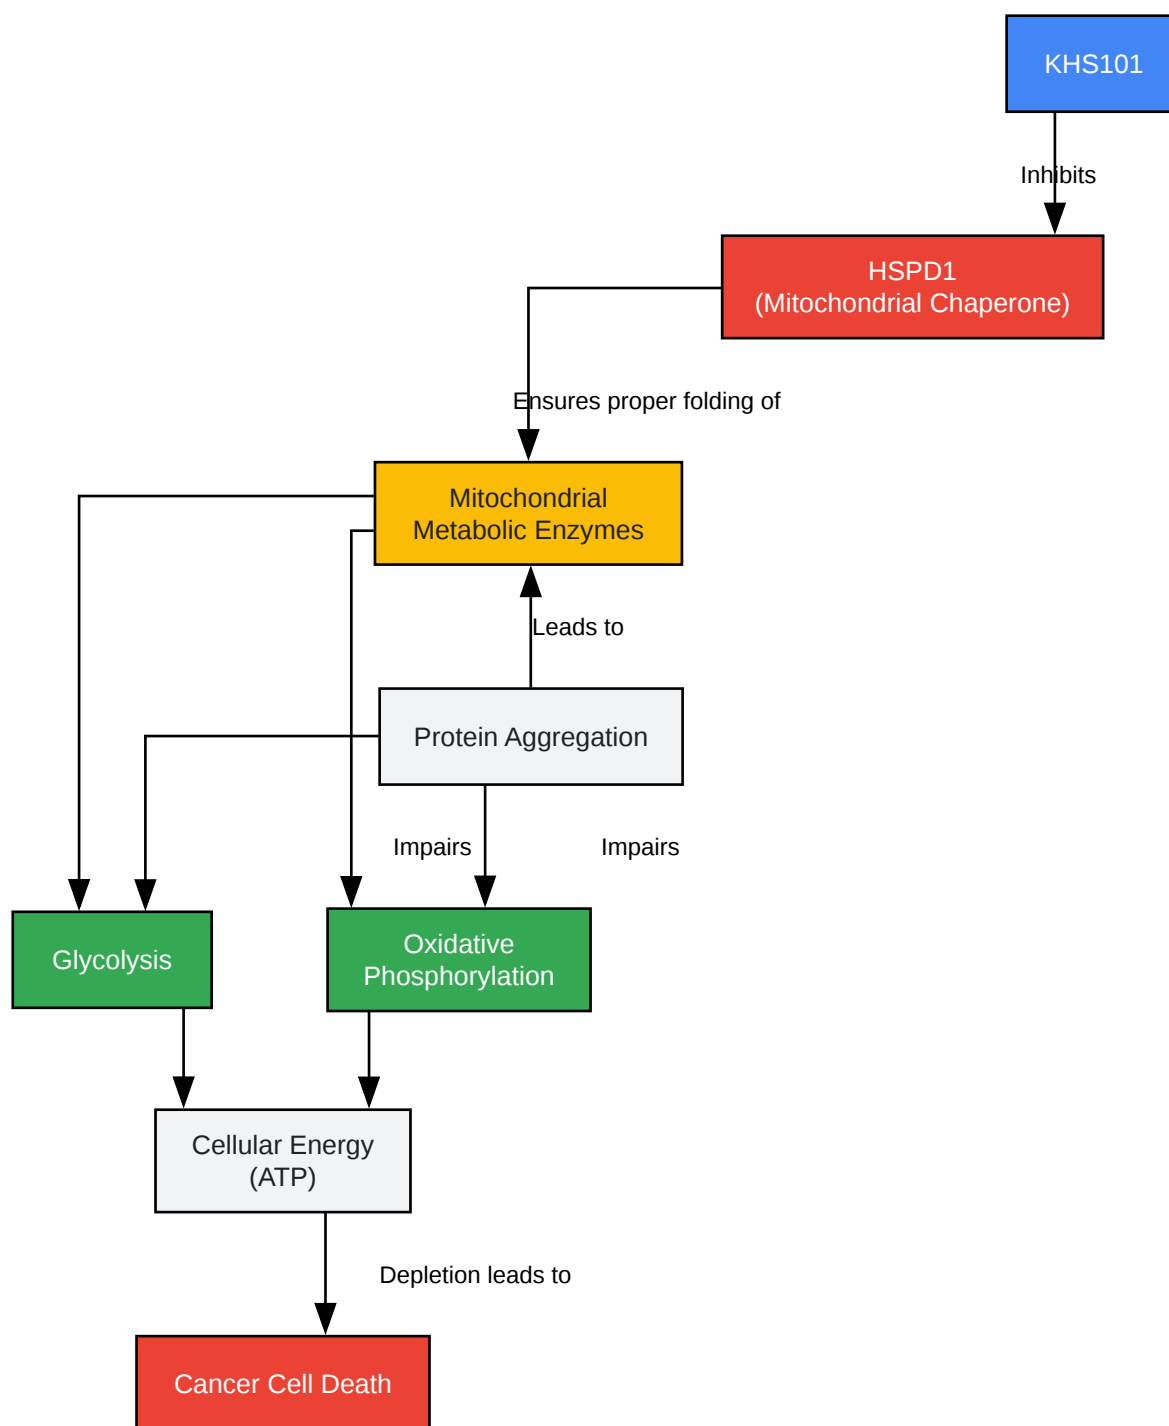 KHS101
Inhibits
HSPD1
(Mitochondrial Chaperone)
Ensures proper folding of
Mitochondrial
Metabolic Enzymes
Leads to
Protein Aggregation
Impairs
Impairs
Glycolysis
Oxidative
Phosphorylation
Cellular Energy
(ATP)
Depletion leads to
Cancer Cell Death